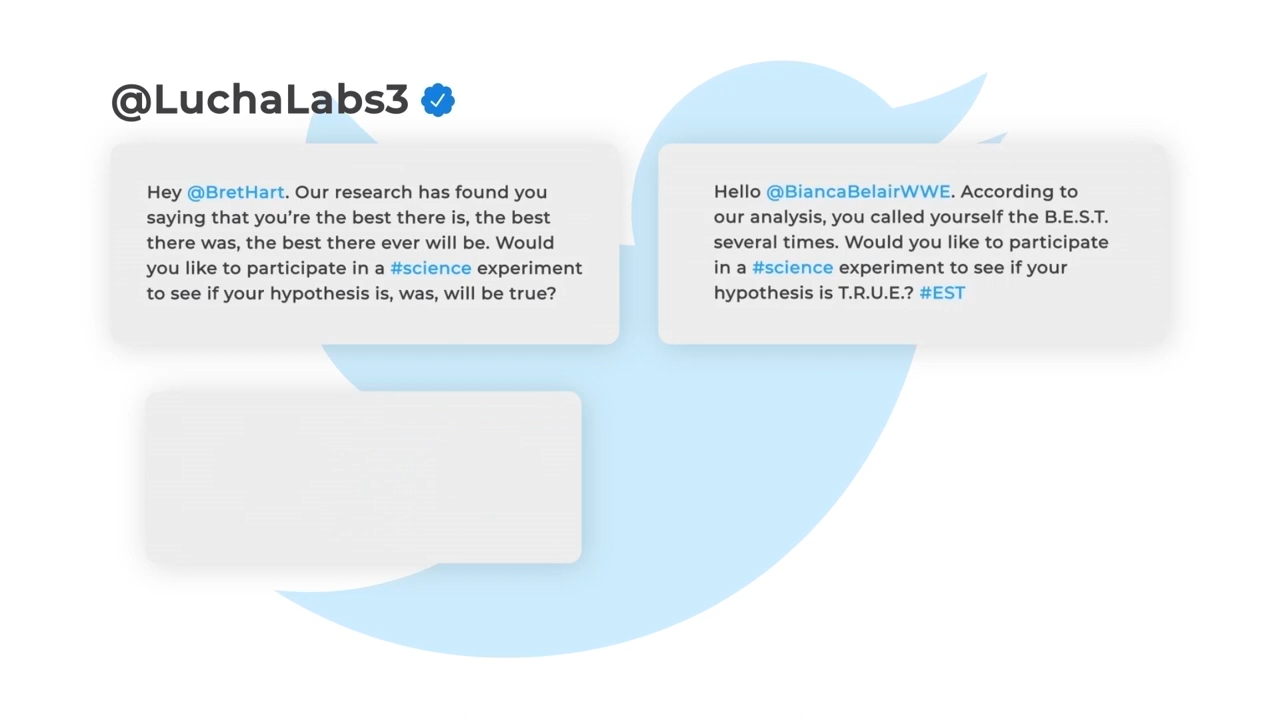 @LuchaLabs3
Hey @BretHart. Our research has found you
saying that you’re the best there is, the best
there was, the best there ever will be. Would
you like to participate in a #science experiment
to see if your hypothesis is, was, will be true?
Hello @BiancaBelairWWE. According to
our analysis, you called yourself the B.E.S.T.
several times. Would you like to participate
in a #science experiment to see if your
hypothesis is T.R.U.E.? #EST